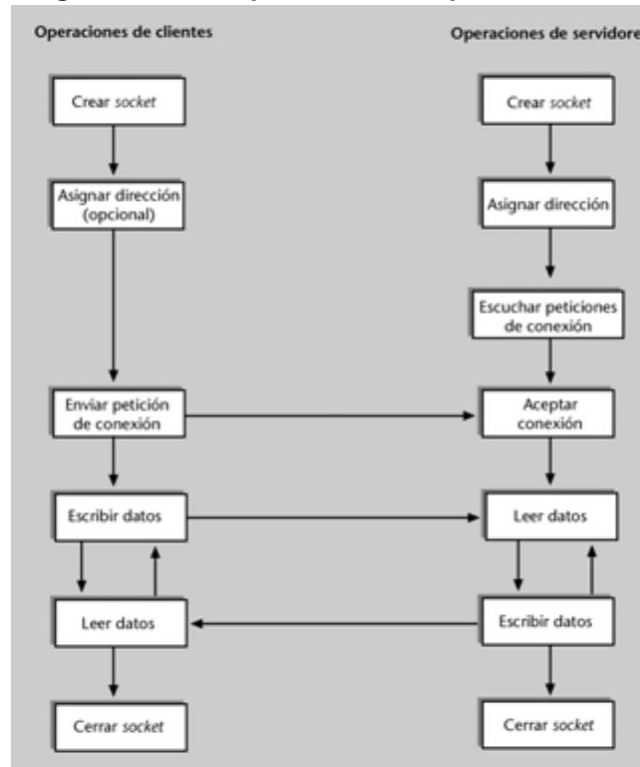 Operaciones de clientes
Operaciones de servidore
Crear socket
Crear socket
Asignar dirección
(opcional)
Asignar dirección
Escuchar peticiones
de conexión
Enviar petición
de conexión
Aceptar
conexión
Escribir datos
Leer datos
Leer datos
Escribir datos
Cerrar socket
Cerrar socket